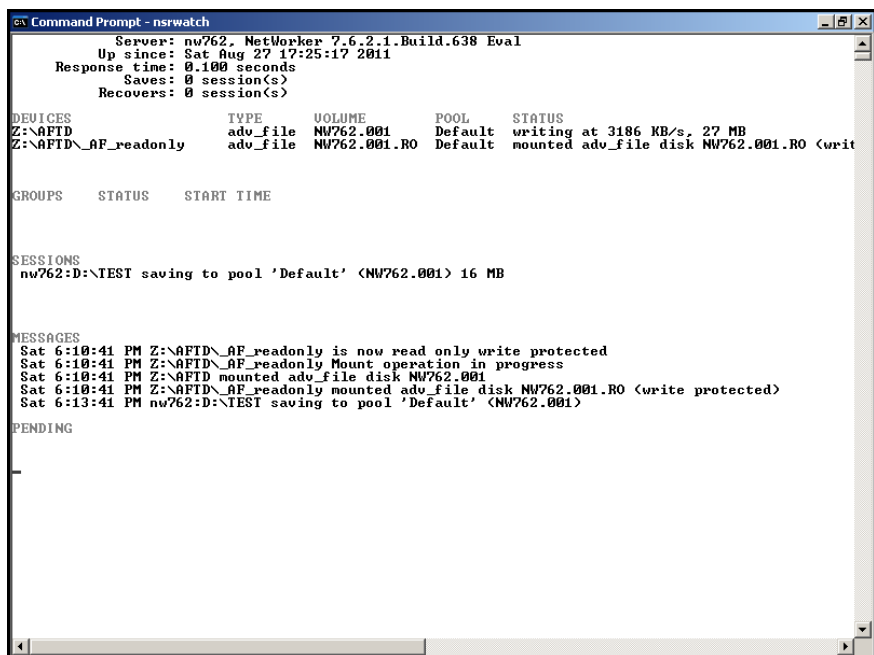 Command Prompt - nsrwatch
Server: nw762, NetWorker 7.6.2.1.Build.638 Eval
Up since: Sat Aug 27 17:25:17 2011
Response time: 0.100 seconds
Saves: 0 session(s)
Recovers: 0 session(s)
DEVICES TYPE VOLUME POOL STATUS
Z:\AFTD adv_file NW762.001 Default writing at 3186 KB/s, 27 MB
Z:\AFTD\_AF_readonly adv_file NW762.001.RO Default mounted adv_file disk NW762.001.RO (writ
GROUPS STATUS START TIME
SESSIONS
nw762:D:\TEST saving to pool 'Default' (NW762.001) 16 MB
MESSAGES
Sat 6:10:41 PM Z:\AFTD\_AF_readonly is now read only write protected
Sat 6:10:41 PM Z:\AFTD\_AF_readonly Mount operation in progress
Sat 6:10:41 PM Z:\AFTD mounted adv_file disk NW762.001
Sat 6:10:41 PM Z:\AFTD\_AF_readonly mounted adv_file disk NW762.001.RO (write protected)
Sat 6:13:41 PM nw762:D:\TEST saving to pool 'Default' (NW762.001)
PENDING